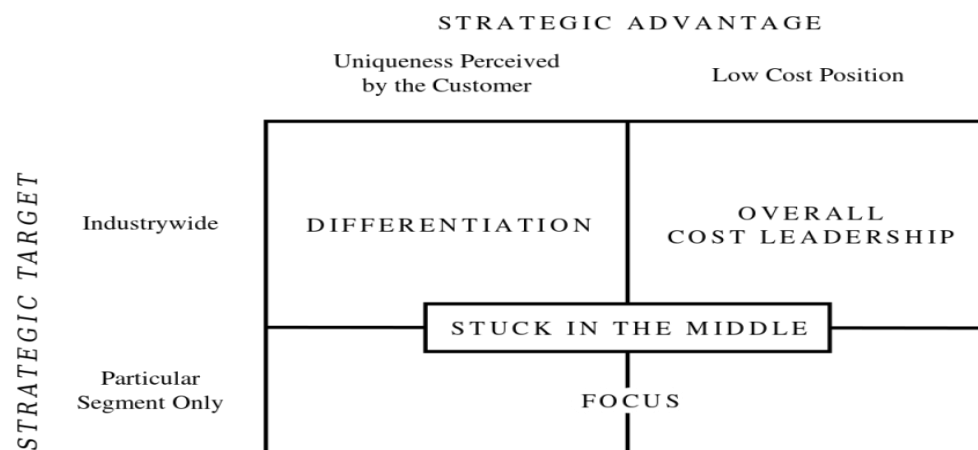 STRATEGIC ADVANTAGE
Uniqueness Perceived
by the Customer
Low Cost Position
STRATEGIC TARGET
Industrywide
DIFFERENTIATION
OVERALL
COST LEADERSHIP
STUCK IN THE MIDDLE
Particular
Segment Only
FOCUS